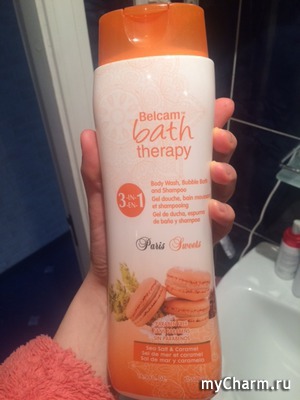 Belcam
bath
therapy
3-in-1
Body Wash, Bubble Bath
and Shampoo
Gel douche, bain moussant
et shampooing
Gel de ducha, espuma
de baño y shampoo
Paris Sweets
Sea Salt & Caramel
Sel de mer et caramel
Sal de mar y caramelo
myCharm.ru